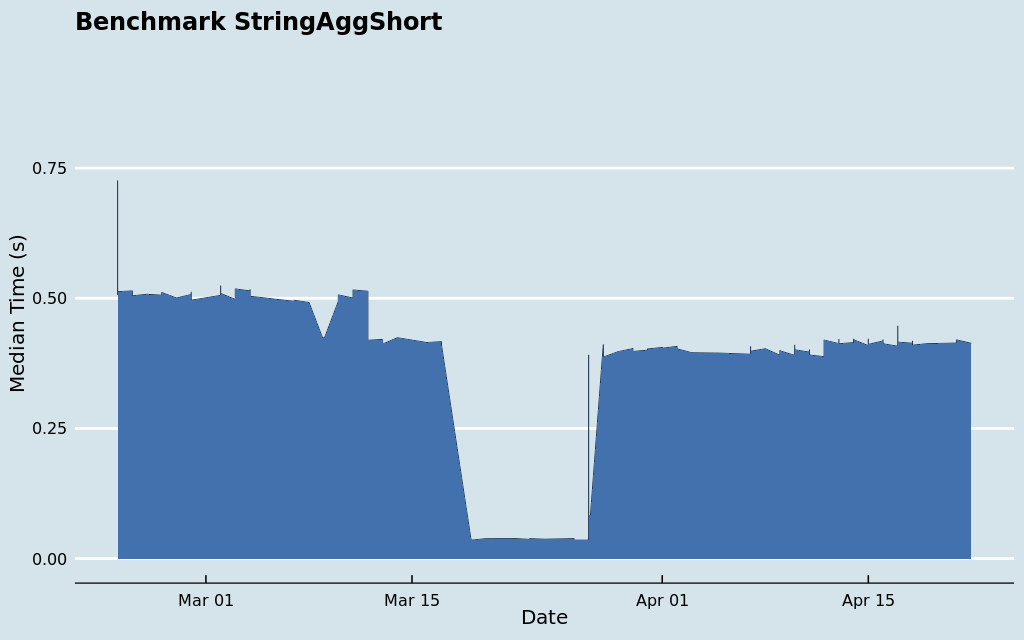 Benchmark StringAggShort
Median Time (s)
0.75
0.50
0.25
0.00
Mar 01
Mar 15
Apr 01
Apr 15
Date